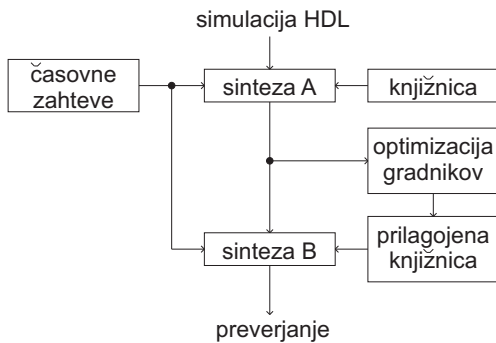 simulacija HDL
časovne
zahteve
sinteza A
knjižnica
optimizacija
gradnikov
sinteza B
prilagojena
knjižnica
preverjanje